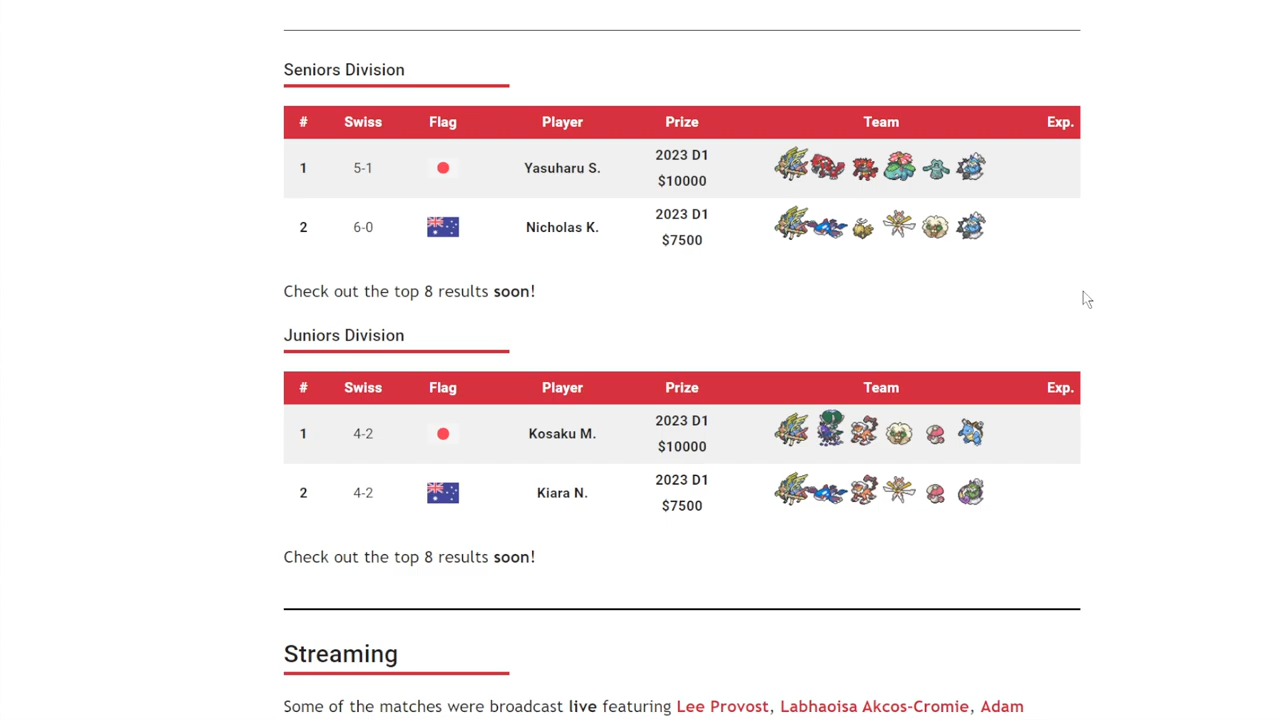 Seniors Division
# Swiss Flag Player Prize Team Exp.
1 5-1 Yasuharu S. 2023 D1
$10000
2 6-0 Nicholas K. 2023 D1
$7500
Check out the top 8 results soon!
Juniors Division
# Swiss Flag Player Prize Team Exp.
1 4-2 Kosaku M. 2023 D1
$10000
2 4-2 Kiara N. 2023 D1
$7500
Check out the top 8 results soon!
Streaming
Some of the matches were broadcast live featuring Lee Provost, Labhaoisa Akcos-Cromie, Adam